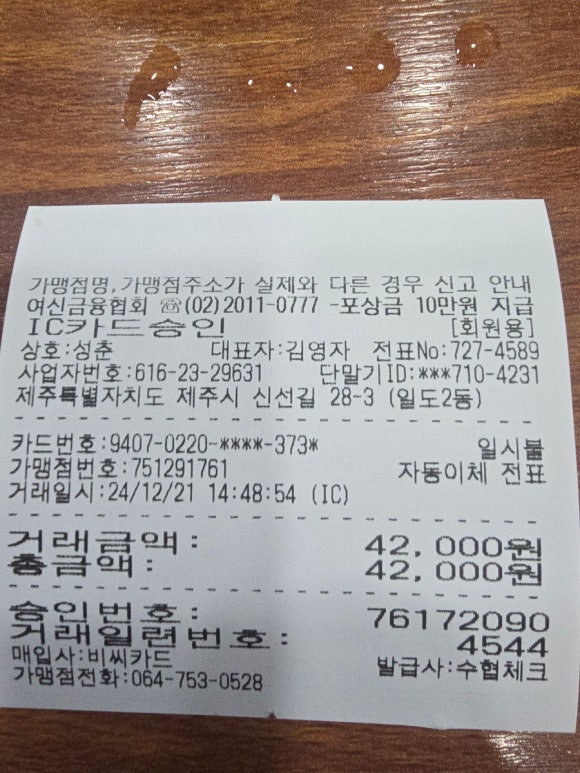 가맹점명,가맹점주소가 실제와 다른 경우 신고 안내
여신금융협회 ☎(02)2011-0777 -포상금 10만원 지급
IC카드승인 [회원용]
상호:성춘 대표자:김영자 전표No:727-4589
사업자번호:616-23-29631 단말기ID:***710-4231
제주특별자치도 제주시 신선길 28-3 (일도2동)
카드번호:9407-0220-****-373* 일시불
가맹점번호:751291761 자동이체 전표
거래일시:24/12/21 14:48:54 (IC)
거래금액: 42,000원
총금액: 42,000원
승인번호: 76172090
거래일련번호: 4544
매입사:비씨카드 발급사:수협체크
가맹점전화:064-753-0528